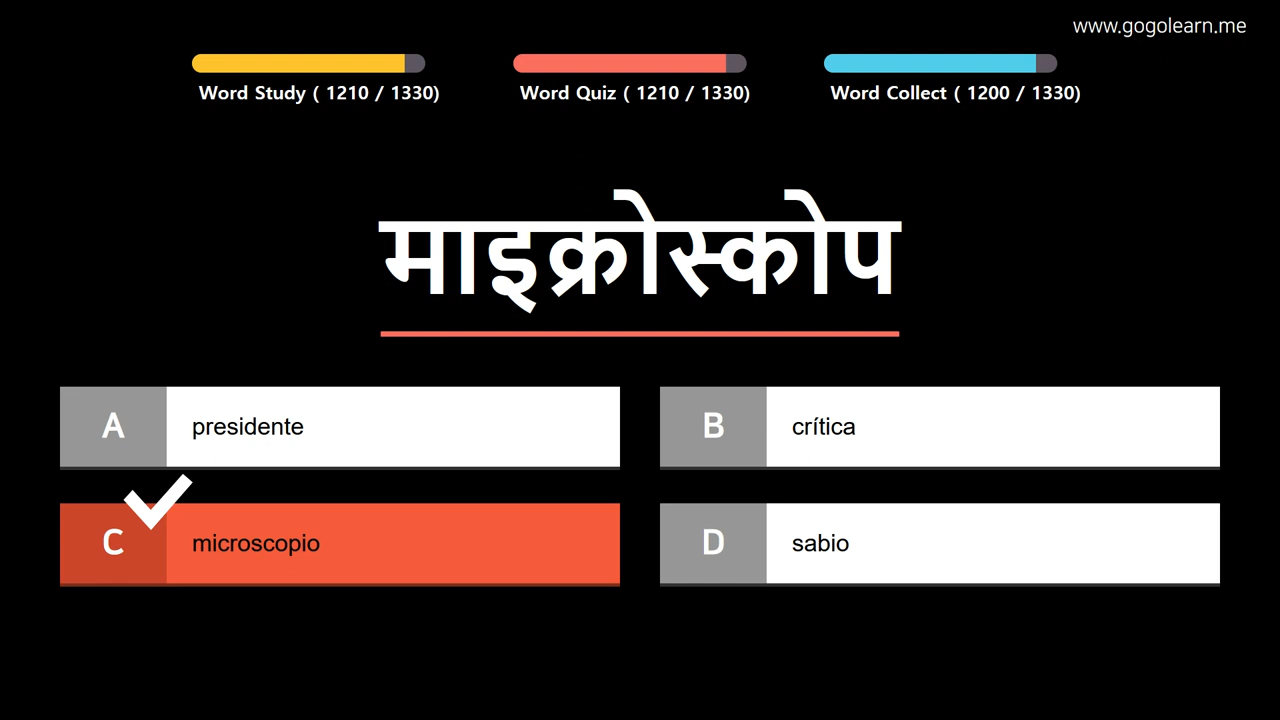 www.gogolearn.me
Word Study ( 1210 / 1330)
Word Quiz ( 1210 / 1330)
Word Collect ( 1200 / 1330)
माइक्रोस्कोप
A presidente
B crítica
C microscopio
D sabio